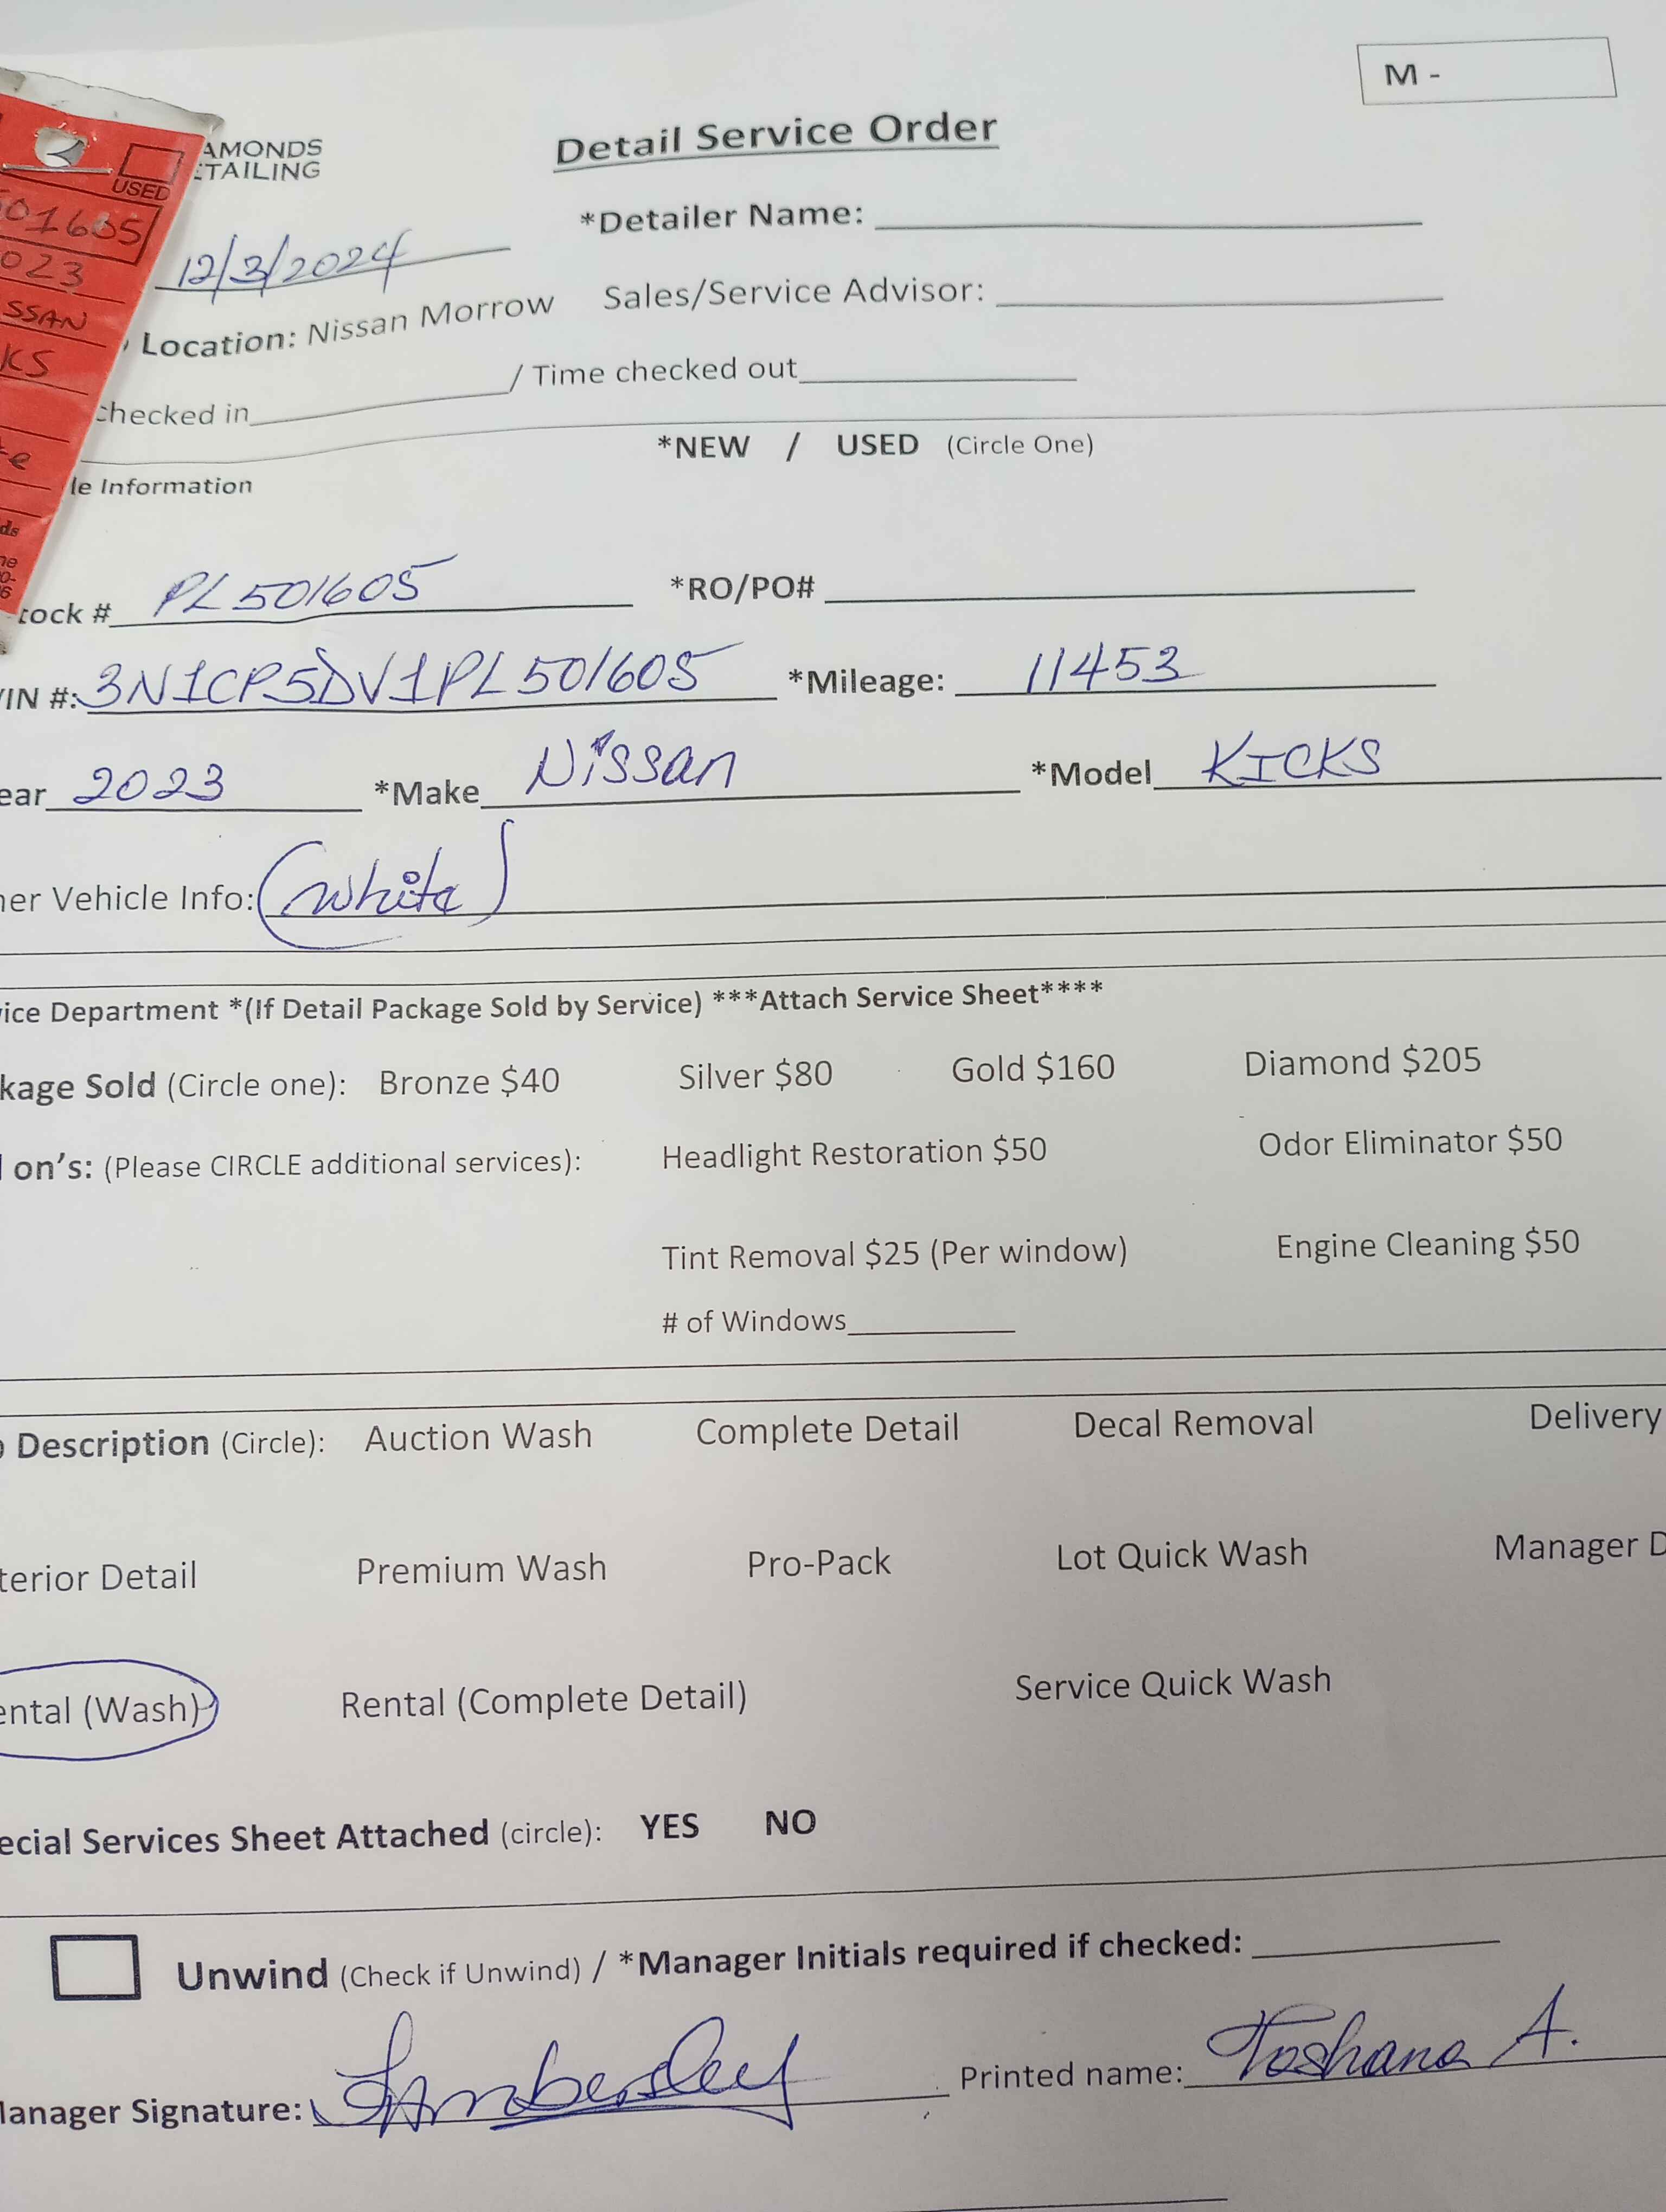 M -
AMONDS
TAILING
Detail Service Order
USED
01605
023
SSAN
KS
*Detailer Name:
12/3/2024
Location: Nissan Morrow Sales/Service Advisor:
checked in / Time checked out
*NEW / USED (Circle One)
le Information
tock # PL501605 *RO/PO#
VIN #: 3N1CP5DV1PL501605 *Mileage: 11453
ear 2023 *Make Nissan *Model KICKS
her Vehicle Info: (white)
ice Department *(If Detail Package Sold by Service) ***Attach Service Sheet****
kage Sold (Circle one): Bronze $40 Silver $80 Gold $160 Diamond $205
on's: (Please CIRCLE additional services): Headlight Restoration $50 Odor Eliminator $50
Tint Removal $25 (Per window) Engine Cleaning $50
# of Windows
Description (Circle): Auction Wash Complete Detail Decal Removal Delivery
terior Detail Premium Wash Pro-Pack Lot Quick Wash Manager D
ental (Wash) Rental (Complete Detail) Service Quick Wash
ecial Services Sheet Attached (circle): YES NO
Unwind (Check if Unwind) / *Manager Initials required if checked:
Manager Signature: Printed name: Toshana A.